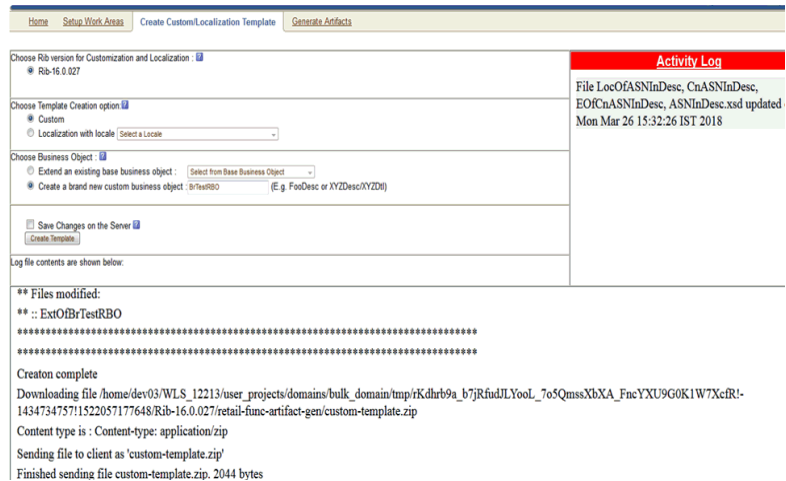 Home Setup Work Areas Create Custom/Localization Template Generate Artifacts
Choose Rib version for Customization and Localization :
Rib-16.0.027
Choose Template Creation option:
Custom
Localization with locale Select a Locale
Choose Business Object :
Extend an existing base business object : Select from Base Business Object
Create a brand new custom business object : BrTestRBO (E.g. FooDesc or XYZDesc/XYZDtl)
Save Changes on the Server
Create Template
Log file contents are shown below:
Activity Log
File LocOfASNInDesc, CnASNInDesc,
EOfCnASNInDesc, ASNInDesc.xsd updated
Mon Mar 26 15:32:26 IST 2018
** Files modified:
** :: ExtOfBrTestRBO
********************************************************************************
********************************************************************************
Creaton complete
Downloading file /home/dev03/WLS_12213/user_projects/domains/bulk_domain/tmp/rKdhrb9a_b7jRfudJLYooL_7o5QmssXbXA_FncYXU9G0K1W7XcfR!-
1434734757!1522057177648/Rib-16.0.027/retail-func-artifact-gen/custom-template.zip
Content type is : Content-type: application/zip
Sending file to client as 'custom-template.zip'
Finished sending file custom-template.zip. 2044 bytes